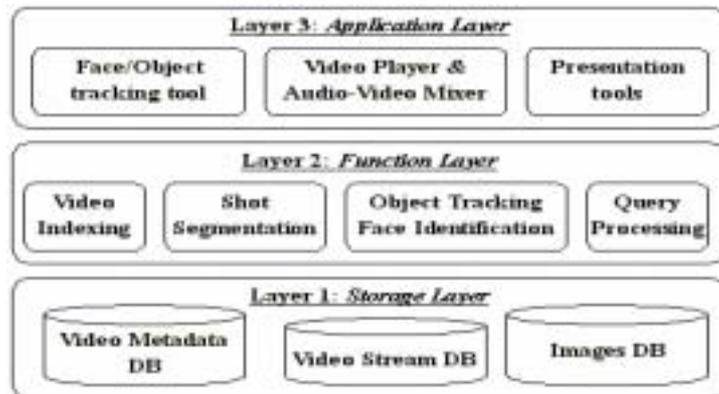 Layer 3: Application Layer
Face/Object
tracking tool
Video Player &
Audio-Video Mixer
Presentation
tools
Layer 2: Function Layer
Video
Indexing
Shot
Segmentation
Object Tracking
Face Identification
Query
Processing
Layer 1: Storage Layer
Video Metadata
DB
Video Stream DB
Images DB